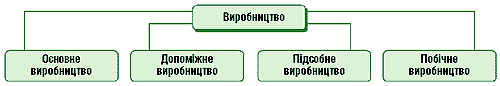 Виробництво
Основне
виробництво
Допоміжне
виробництво
Підсобне
виробництво
Побічне
виробництво